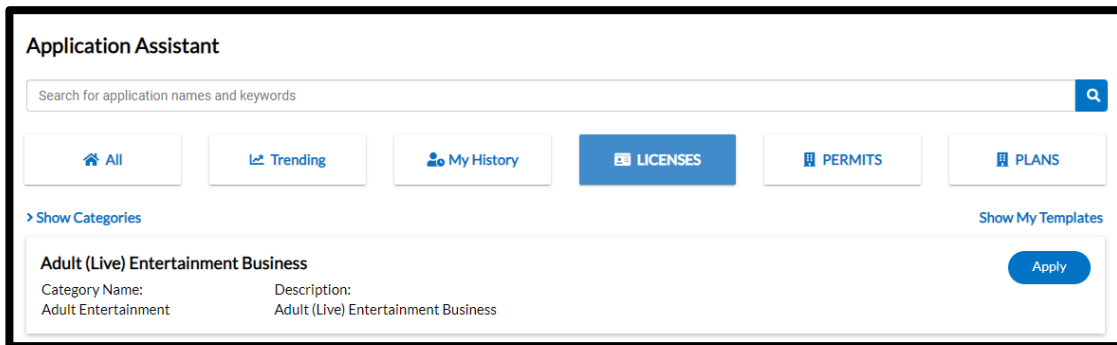 Application Assistant
Search for application names and keywords
All
Trending
My History
LICENSES
PERMITS
PLANS
Show Categories
Show My Templates
Adult (Live) Entertainment Business
Apply
Category Name:
Description:
Adult Entertainment
Adult (Live) Entertainment Business